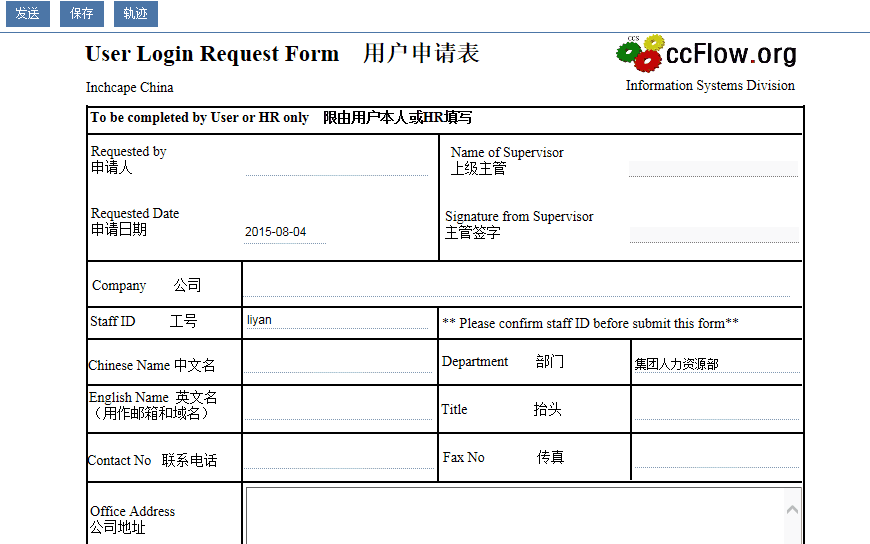 发送 保存 轨迹
User Login Request Form 用户申请表
ccs
ccFlow.org
Inchcape China
Information Systems Division
To be completed by User or HR only 限由用户本人或HR填写
Requested by
申请人
Name of Supervisor
上级主管
Requested Date
申请日期
2015-08-04
Signature from Supervisor
主管签字
Company 公司
Staff ID 工号 liyan ** Please confirm staff ID before submit this form**
Chinese Name 中文名 Department 部门 集团人力资源部
English Name 英文名
（用作邮箱和域名）
Title 抬头
Contact No 联系电话 Fax No 传真
Office Address
公司地址